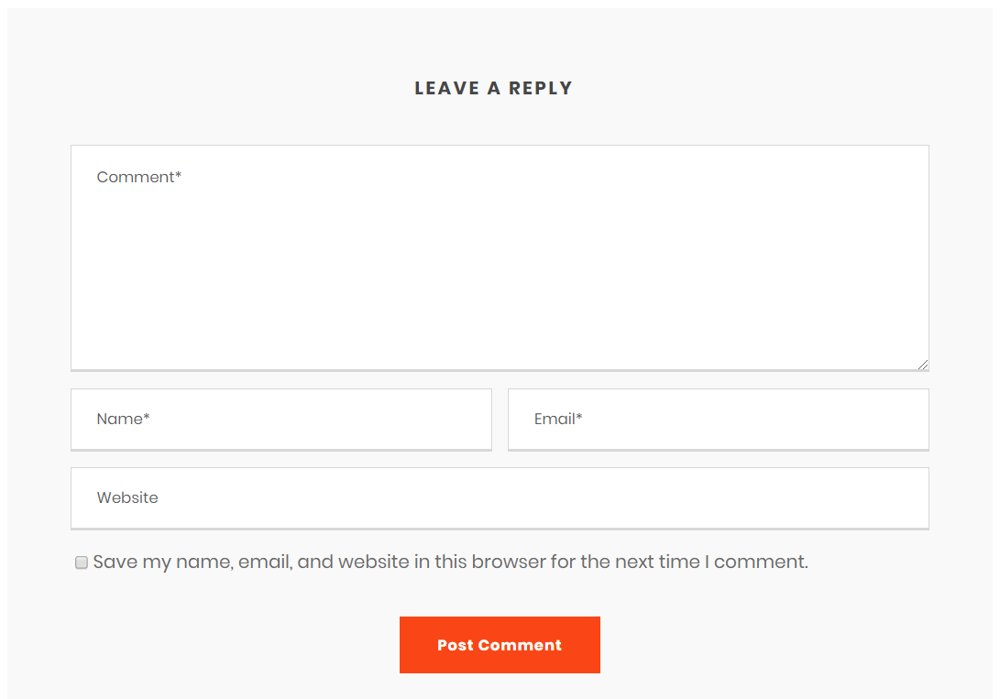 LEAVE A REPLY
Comment*
Name*
Email*
Website
Save my name, email, and website in this browser for the next time I comment.
Post Comment